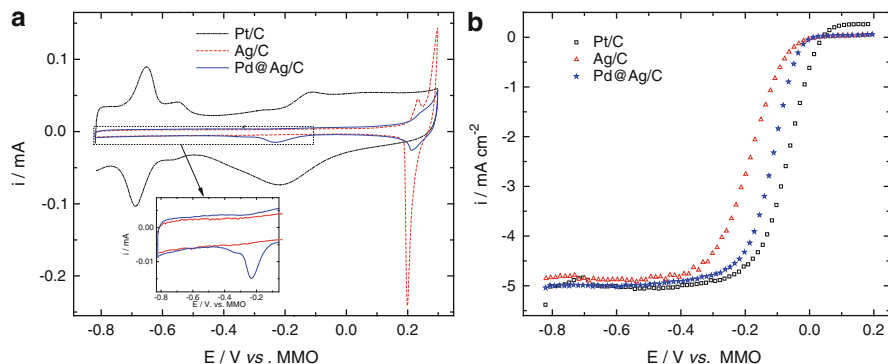 a
Pt/C
Ag/C
Pd@Ag/C
0.1
0.0
-0.1
-0.2
i / mA
-0.8 -0.6 -0.4 -0.2 0.0 0.2
E / V vs . MMO
0.00
-0.01
i / mA
-0.8 -0.6 -0.4 -0.2
E / V. vs. MMO
b
Pt/C
Ag/C
Pd@Ag/C
0
-1
-2
-3
-4
-5
i / mA cm-2
-0.8 -0.6 -0.4 -0.2 0.0 0.2
E / V vs. MMO